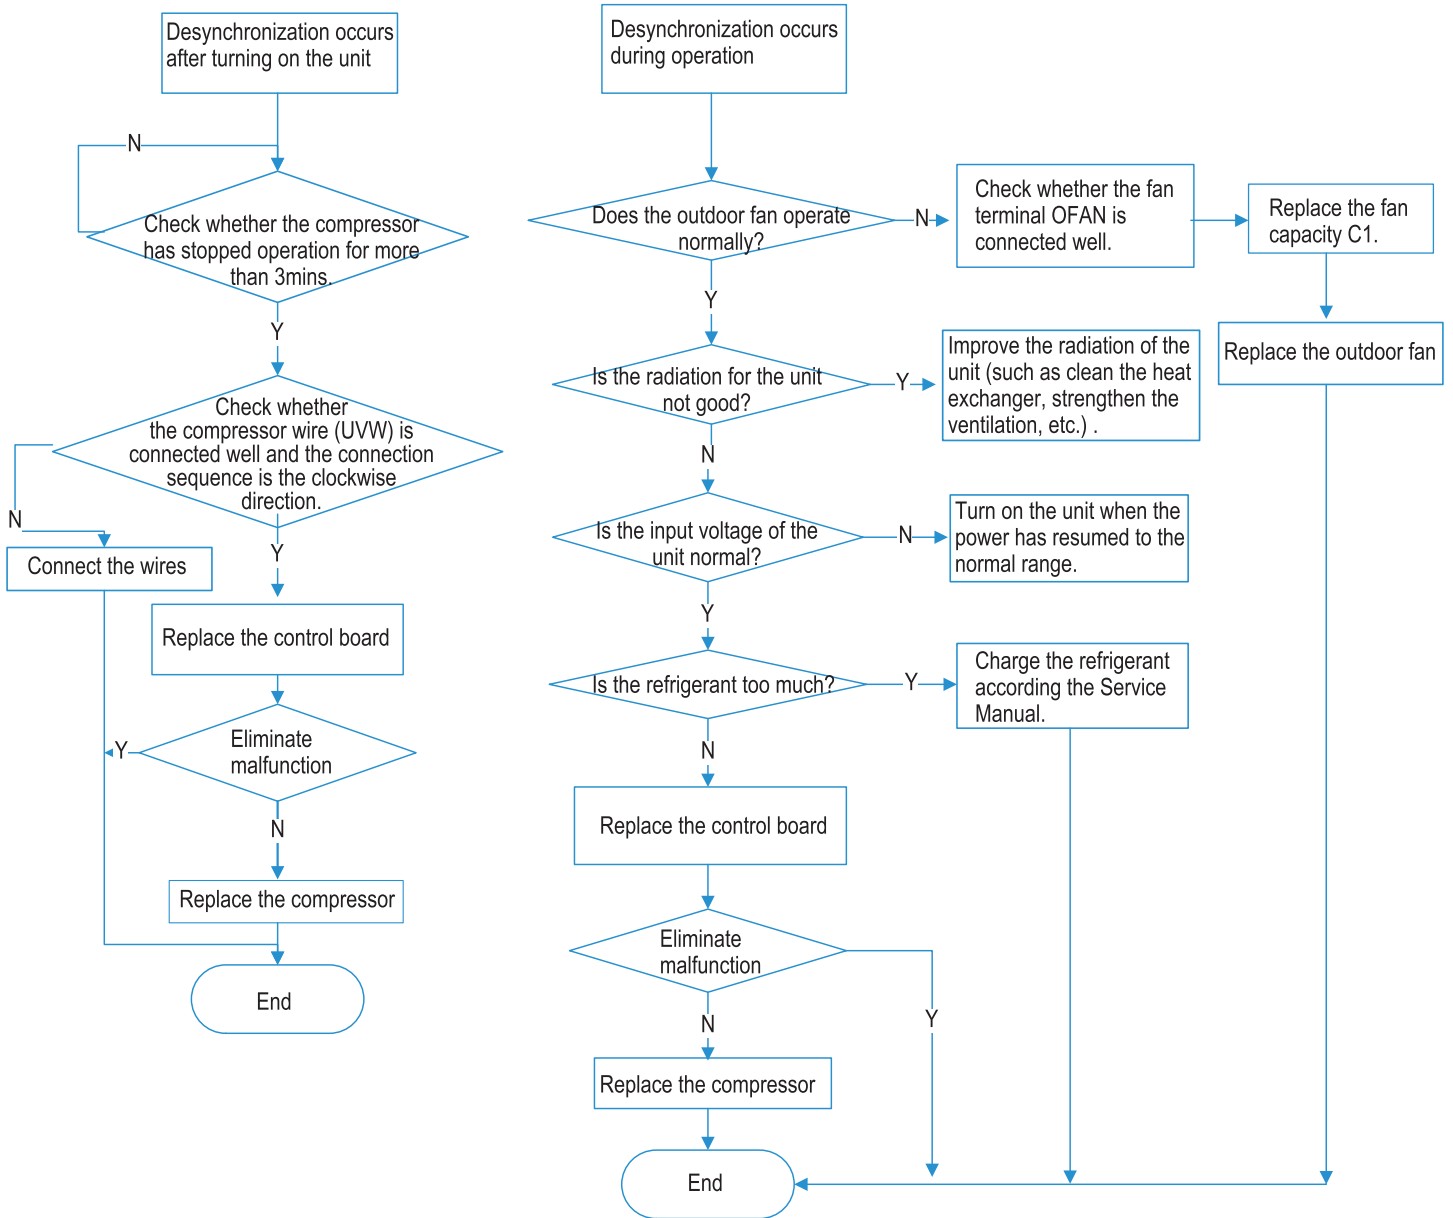 Desynchronization occurs
after turning on the unit
N
Check whether the compressor
has stopped operation for more
than 3mins.
Y
Check whether
the compressor wire (UVW) is
connected well and the connection
sequence is the clockwise
direction.
N
Y
Connect the wires
Replace the control board
Eliminate
malfunction
Y
N
Replace the compressor
End
Desynchronization occurs
during operation
Does the outdoor fan operate
normally?
N
Check whether the fan
terminal OFAN is
connected well.
Replace the fan
capacity C1.
Replace the outdoor fan
Y
Is the radiation for the unit
not good?
Y
Improve the radiation of the
unit (such as clean the heat
exchanger, strengthen the
ventilation, etc.) .
N
Is the input voltage of the
unit normal?
N
Turn on the unit when the
power has resumed to the
normal range.
Y
Is the refrigerant too much?
Y
Charge the refrigerant
according the Service
Manual.
N
Replace the control board
Eliminate
malfunction
N
Y
Replace the compressor
End